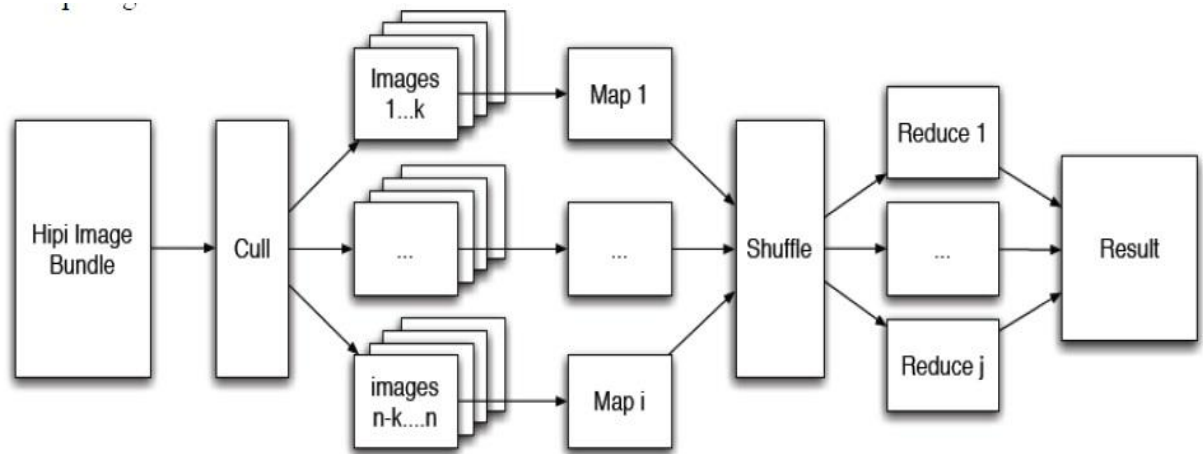 Hipi Image
Bundle
Cull
Images
1...k
...
images
n-k....n
Map 1
...
Map i
Shuffle
Reduce 1
...
Reduce j
Result